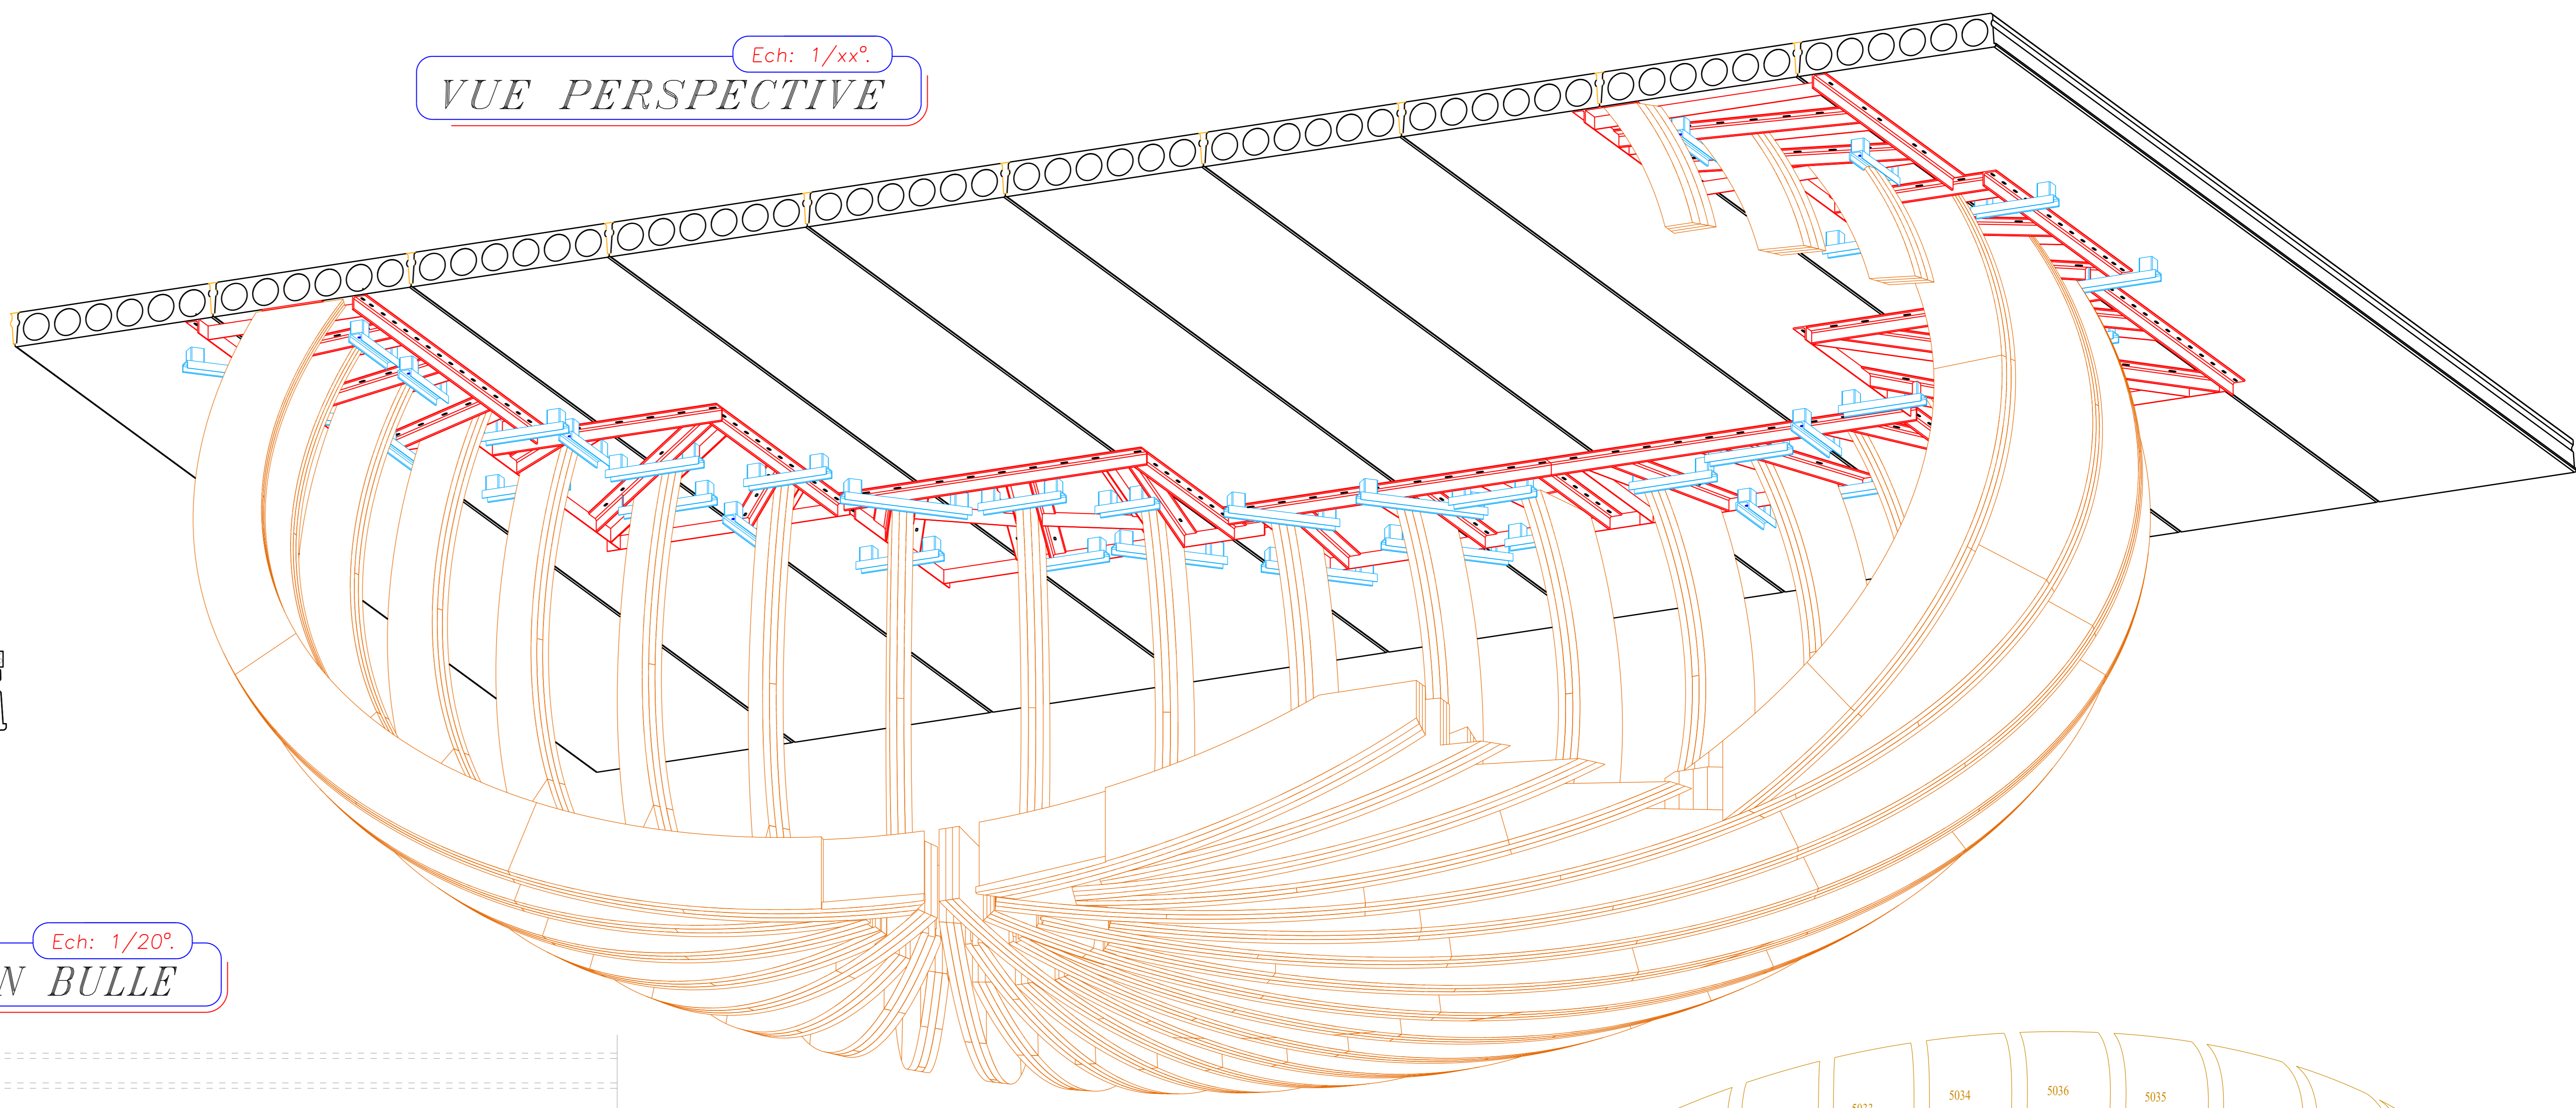 Ech: 1/xx°.
VUE PERSPECTIVE
Ech: 1/20°.
N BULLE
5034
5036
5035